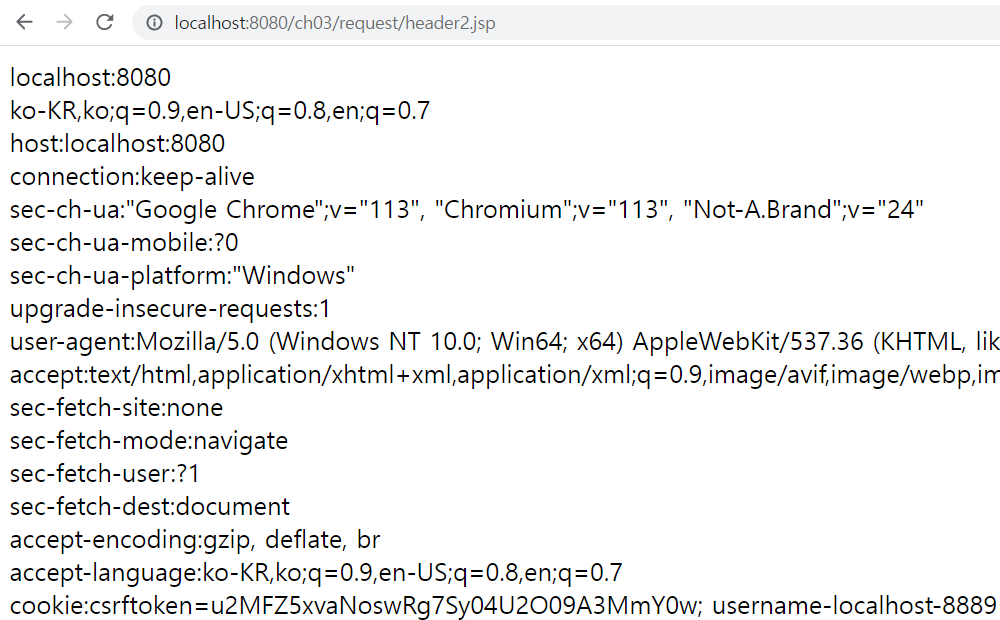 localhost:8080/ch03/request/header2.jsp
localhost:8080
ko-KR,ko;q=0.9,en-US;q=0.8,en;q=0.7
host:localhost:8080
connection:keep-alive
sec-ch-ua:"Google Chrome";v="113", "Chromium";v="113", "Not-A.Brand";v="24"
sec-ch-ua-mobile:?0
sec-ch-ua-platform:"Windows"
upgrade-insecure-requests:1
user-agent:Mozilla/5.0 (Windows NT 10.0; Win64; x64) AppleWebKit/537.36 (KHTML, lik
accept:text/html,application/xhtml+xml,application/xml;q=0.9,image/avif,image/webp,im
sec-fetch-site:none
sec-fetch-mode:navigate
sec-fetch-user:?1
sec-fetch-dest:document
accept-encoding:gzip, deflate, br
accept-language:ko-KR,ko;q=0.9,en-US;q=0.8,en;q=0.7
cookie:csrftoken=u2MFZ5xvaNoswRg7Sy04U2O09A3MmY0w; username-localhost-8889